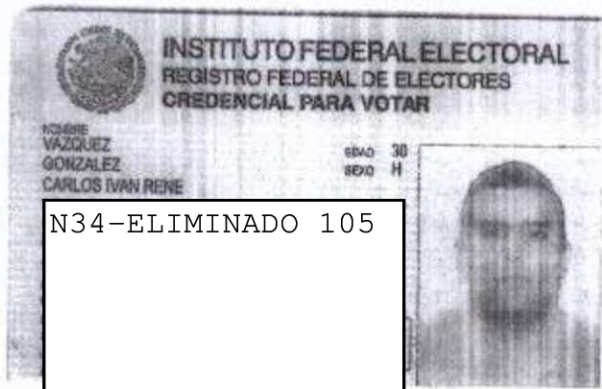 INSTITUTO FEDERAL ELECTORAL
REGISTRO FEDERAL DE ELECTORES
CREDENCIAL PARA VOTAR
NOMBRE
VAZQUEZ
GONZALEZ
CARLOS IVAN RENE
EDAD 30
SEXO H
N34-ELIMINADO 105